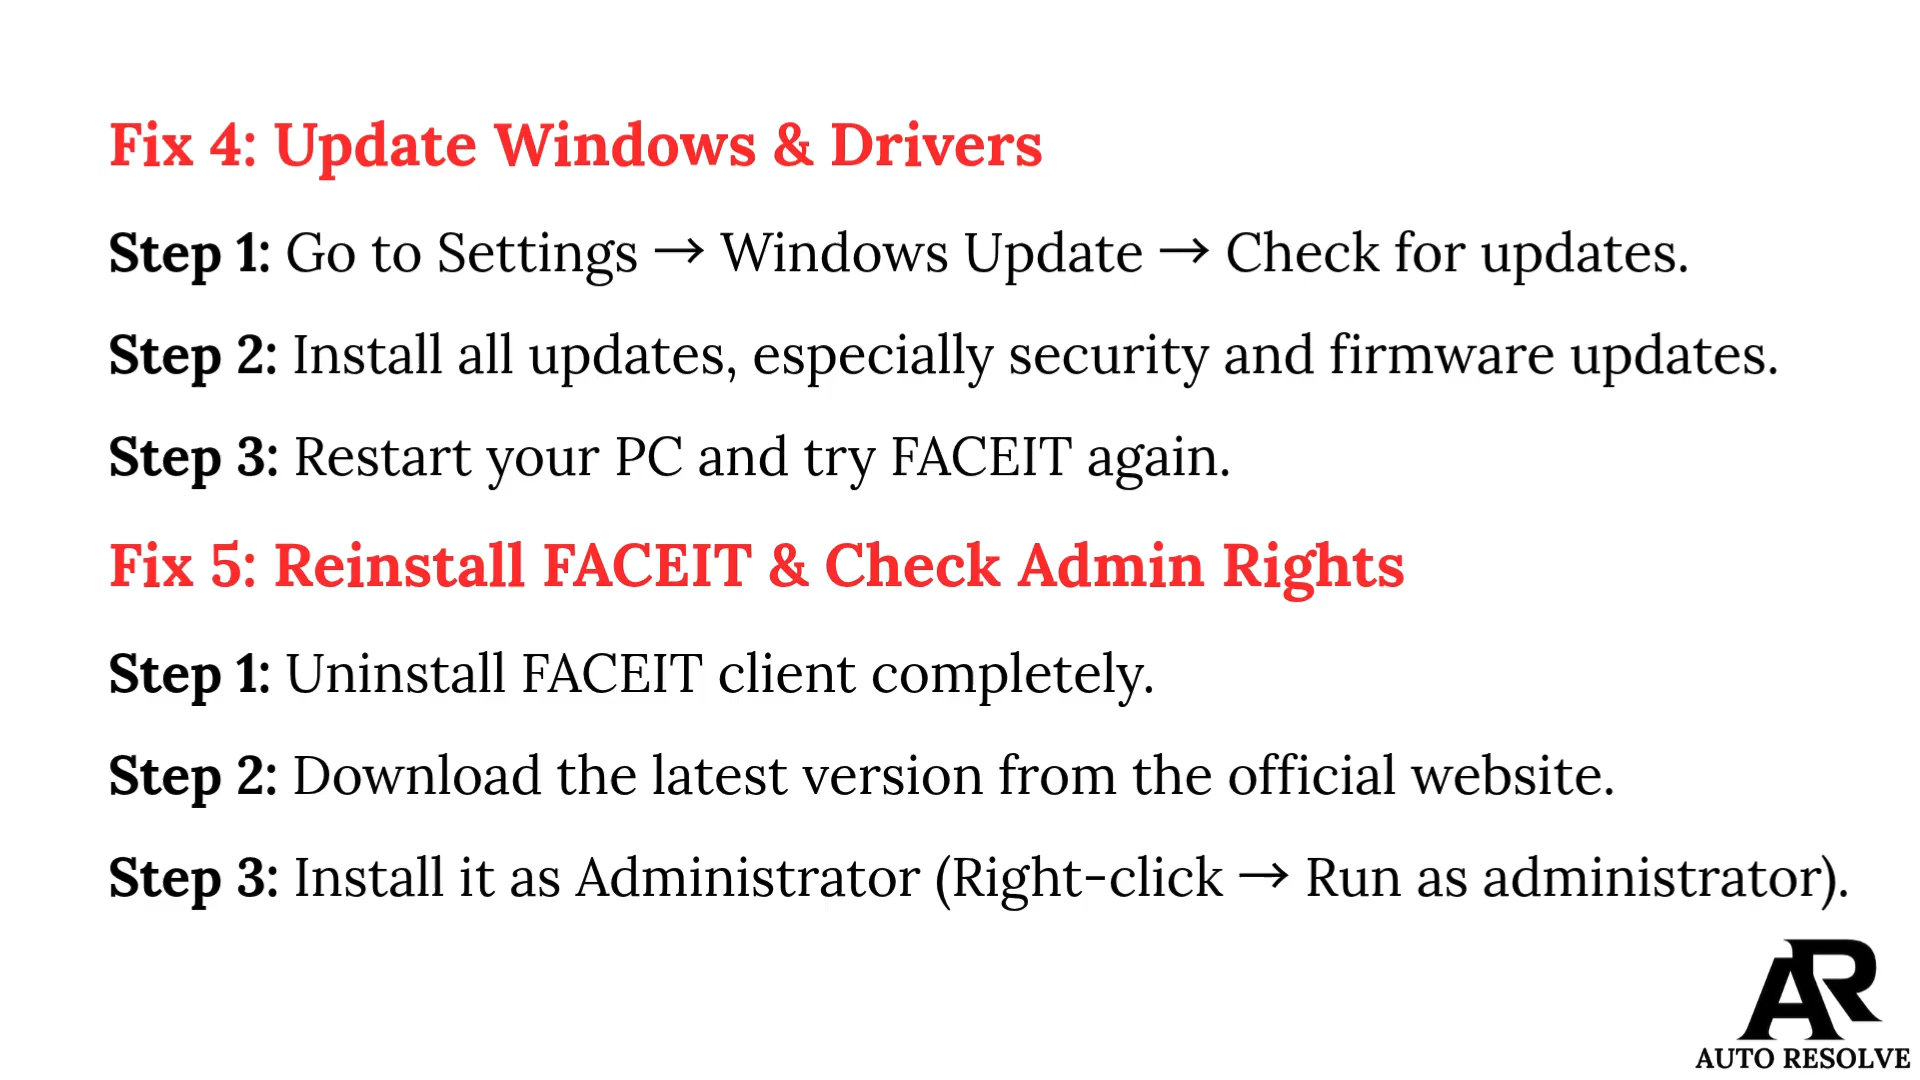 Fix 4: Update Windows & Drivers
Step 1: Go to Settings → Windows Update → Check for updates.
Step 2: Install all updates, especially security and firmware updates.
Step 3: Restart your PC and try FACEIT again.
Fix 5: Reinstall FACEIT & Check Admin Rights
Step 1: Uninstall FACEIT client completely.
Step 2: Download the latest version from the official website.
Step 3: Install it as Administrator (Right-click → Run as administrator).
AR
AUTO RESOLVE